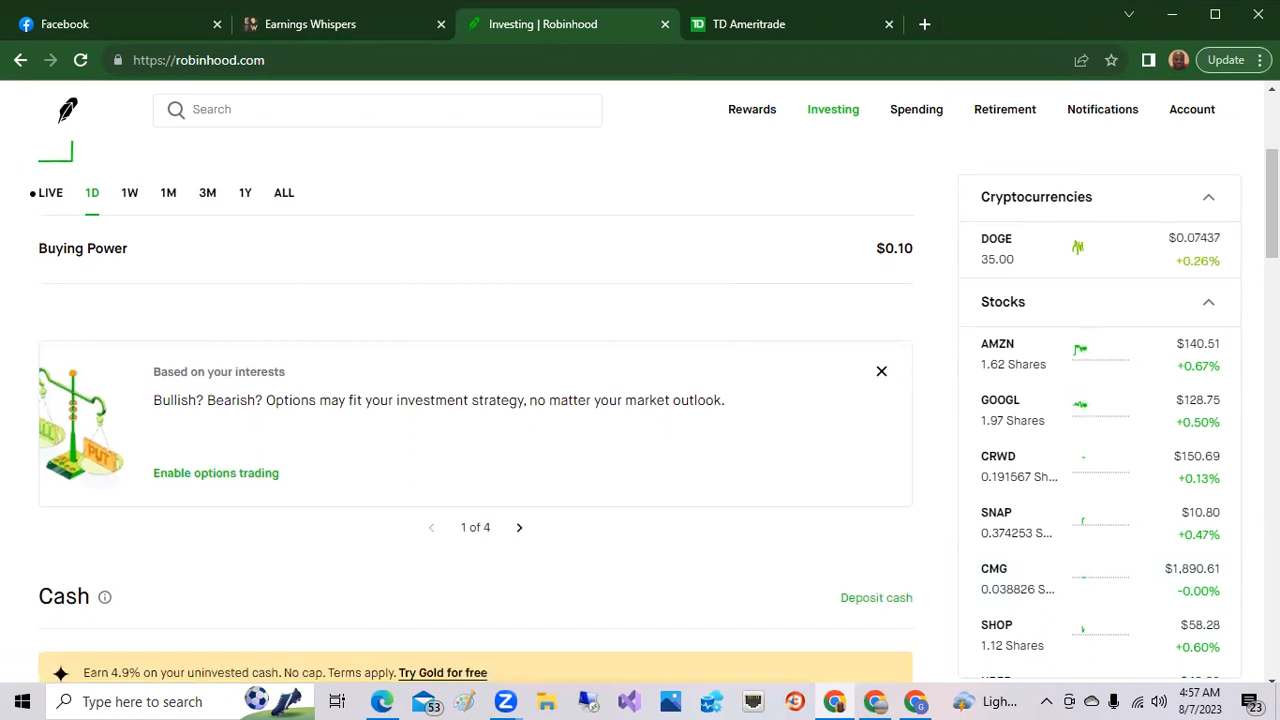 Facebook
Earnings Whispers
Investing | Robinhood
TD
TD Ameritrade
https://robinhood.com
Update
Search
Rewards
Investing
Spending
Retirement
Notifications
Account
LIVE
1D
1W
1M
3M
1Y
ALL
Buying Power
$0.10
Based on your interests
Bullish? Bearish? Options may fit your investment strategy, no matter your market outlook.
Enable options trading
1 of 4
Cash
Deposit cash
Earn 4.9% on your uninvested cash. No cap. Terms apply. Try Gold for free
Cryptocurrencies
DOGE
$0.07437
35.00
+0.26%
Stocks
AMZN
$140.51
1.62 Shares
+0.67%
GOOGL
$128.75
1.97 Shares
+0.50%
CRWD
$150.69
0.191567 Sh...
+0.13%
SNAP
$10.80
0.374253 S...
+0.47%
CMG
$1,890.61
0.038826 S...
-0.00%
SHOP
$58.28
1.12 Shares
+0.60%
Type here to search
53
Ligh...
4:57 AM
8/7/2023
23